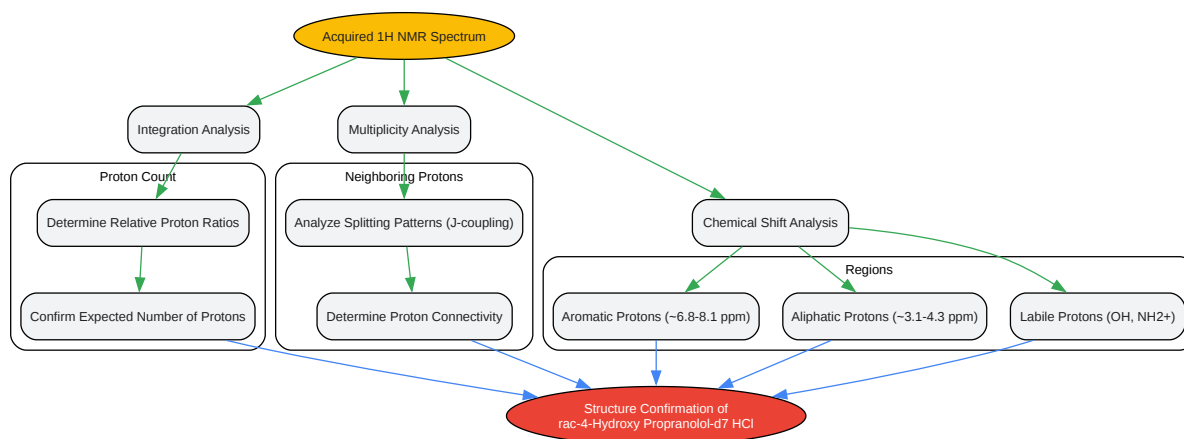 Acquired 1H NMR Spectrum
Integration Analysis
Multiplicity Analysis
Proton Count
Neighboring Protons
Determine Relative Proton Ratios
Analyze Splitting Patterns (J-coupling)
Chemical Shift Analysis
Regions
Confirm Expected Number of Protons
Determine Proton Connectivity
Aromatic Protons (~6.8-8.1 ppm)
Aliphatic Protons (~3.1-4.3 ppm)
Labile Protons (OH, NH2+)
Structure Confirmation of
rac-4-Hydroxy Propranolol-d7 HCl